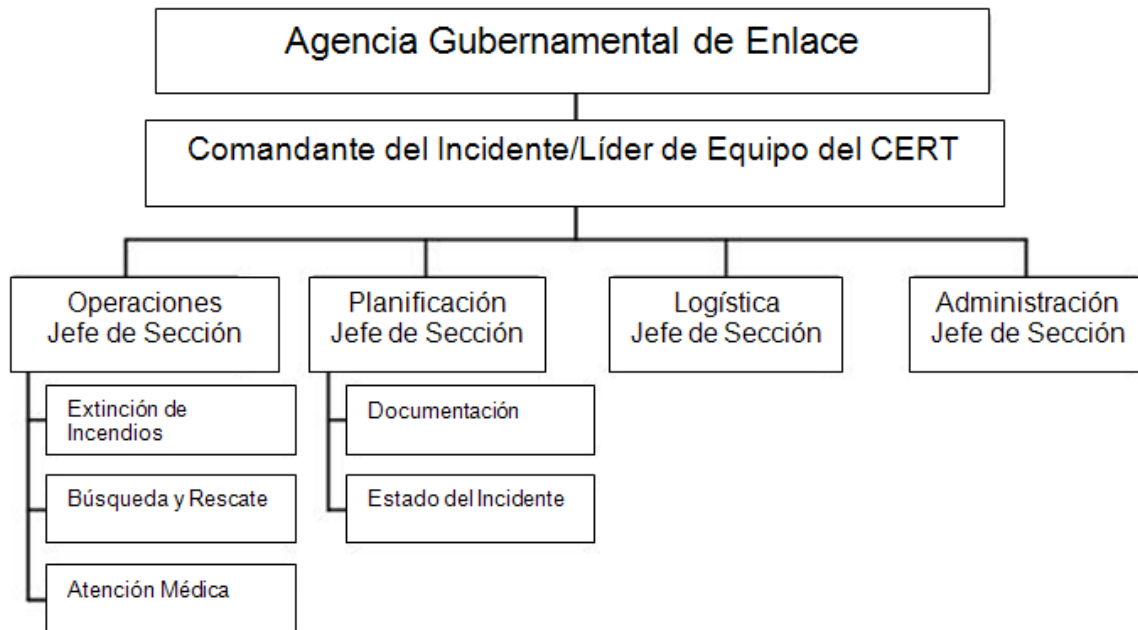 Agencia Gubernamental de Enlace
Comandante del Incidente/Líder de Equipo del CERT
Operaciones
Jefe de Sección
Planificación
Jefe de Sección
Logística
Jefe de Sección
Administración
Jefe de Sección
Extinción de
Incendios
Búsqueda y Rescate
Atención Médica
Documentación
Estado del Incidente